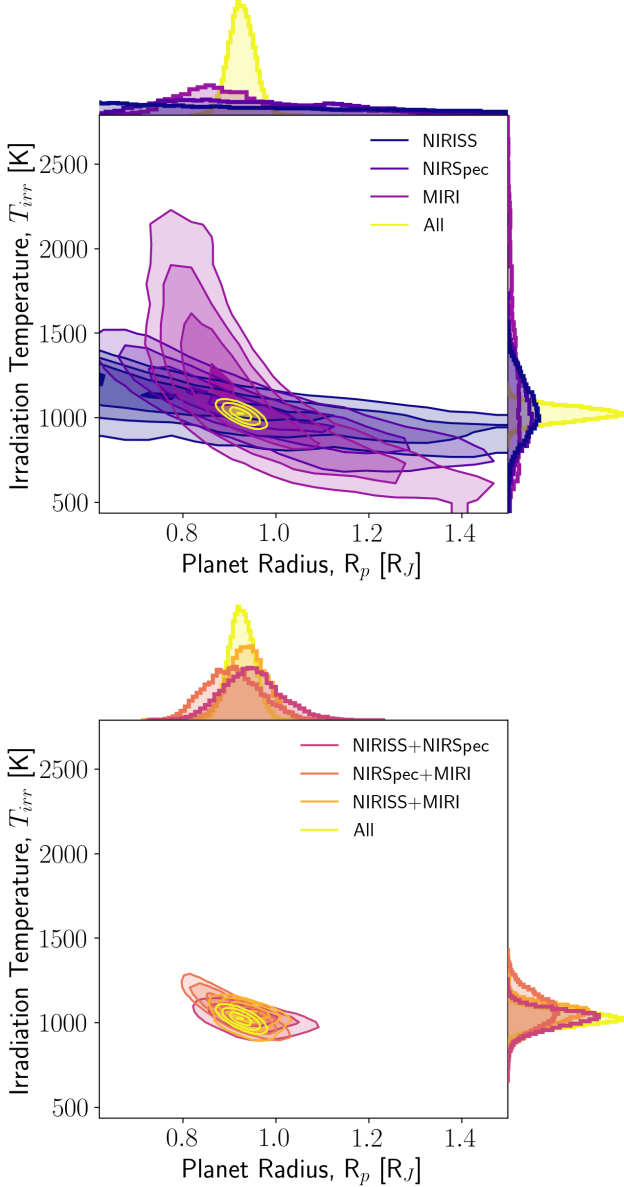 NIRISS
NIRSpec
MIRI
All
Irradiation Temperature, T_irr [K]
2500
2000
1500
1000
500
0.8 1.0 1.2 1.4
Planet Radius, R_p [R_J]
NIRISS+NIRSpec
NIRSpec+MIRI
NIRISS+MIRI
All
Irradiation Temperature, T_irr [K]
2500
2000
1500
1000
500
0.8 1.0 1.2 1.4
Planet Radius, R_p [R_J]